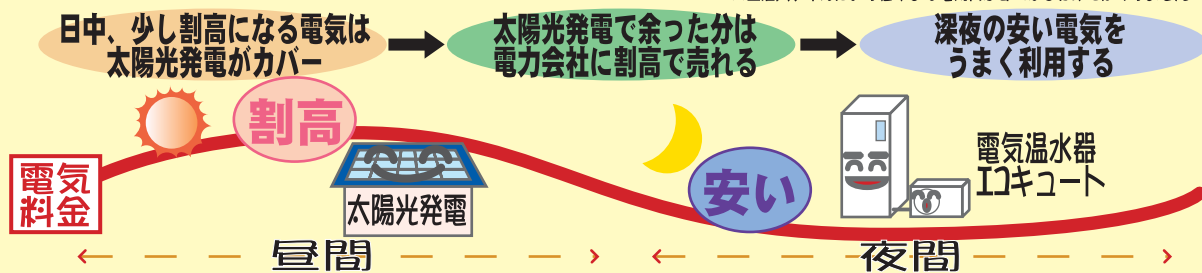 日中、少し割高になる電気は
太陽光発電がカバー
太陽光発電で余った分は
電力会社に割高で売れる
深夜の安い電気を
うまく利用する
割高
電気
料金
太陽光発電
安い
電気温水器
エコキュート
昼間
夜間